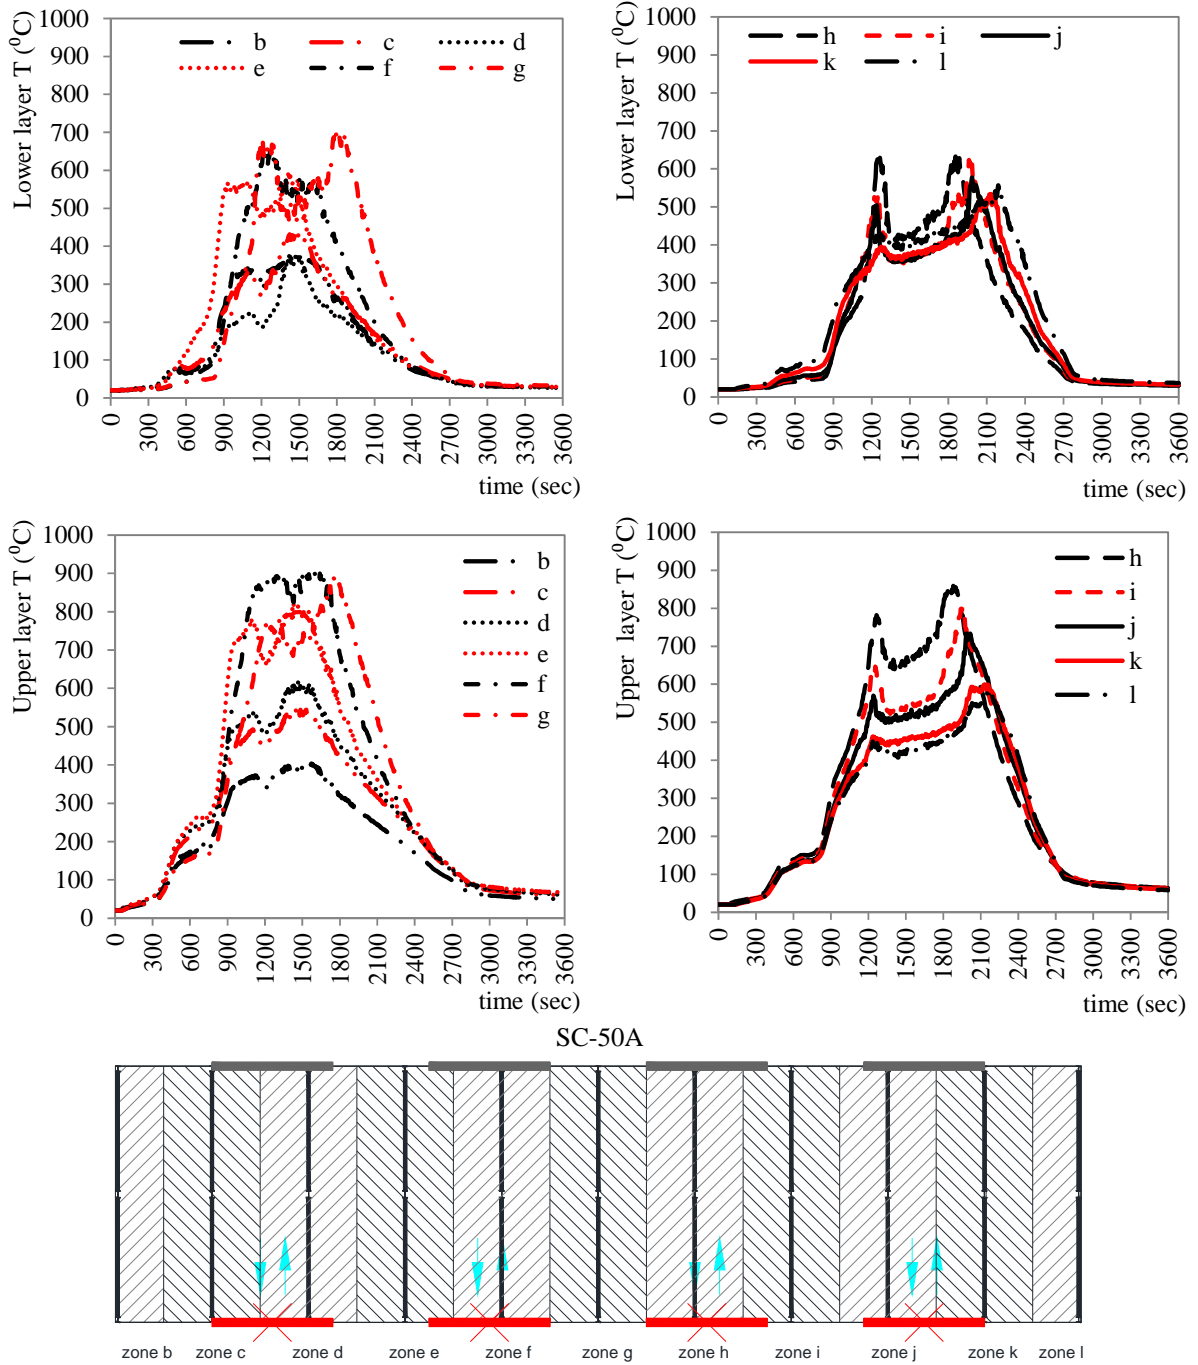 1000
900
800
700
600
500
400
300
200
100
0
Lower layer T (⁰C)
b c d
e f g
0 300 600 900 1200 1500 1800 2100 2400 2700 3000 3300 3600
time (sec)
1000
900
800
700
600
500
400
300
200
100
0
Lower layer T (⁰C)
h i j
k l
0 300 600 900 1200 1500 1800 2100 2400 2700 3000 3300 3600
time (sec)
1000
900
800
700
600
500
400
300
200
100
0
Upper layer T (⁰C)
b
c
d
e
f
g
0 300 600 900 1200 1500 1800 2100 2400 2700 3000 3300 3600
time (sec)
1000
900
800
700
600
500
400
300
200
100
0
Upper layer T (⁰C)
h
i
j
k
l
0 300 600 900 1200 1500 1800 2100 2400 2700 3000 3300 3600
time (sec)
SC-50A
zone b zone c zone d zone e zone f zone g zone h zone i zone j zone k zone l